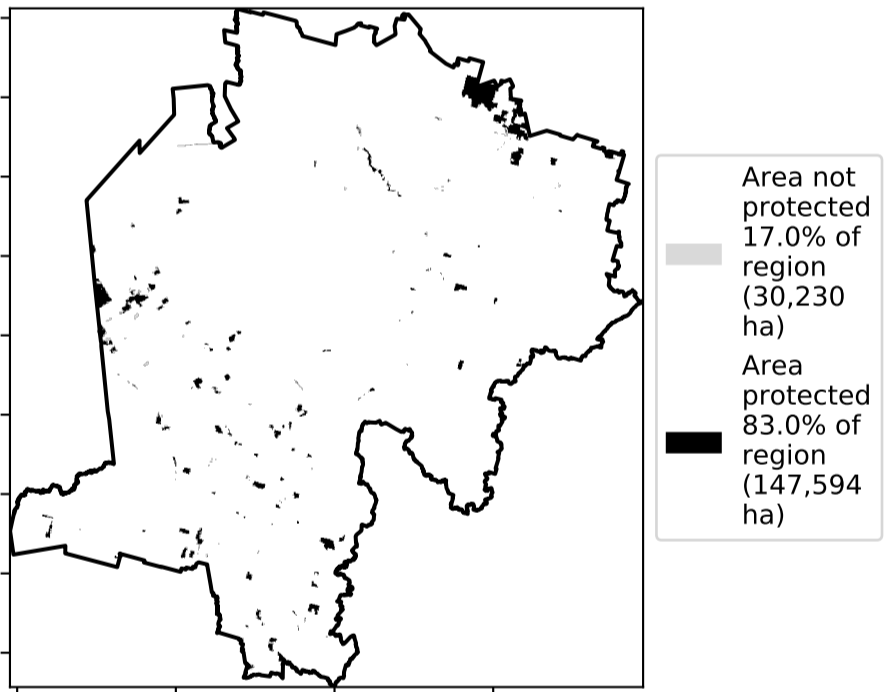 Area not
protected
17.0% of
region
(30,230
ha)
Area
protected
83.0% of
region
(147,594
ha)